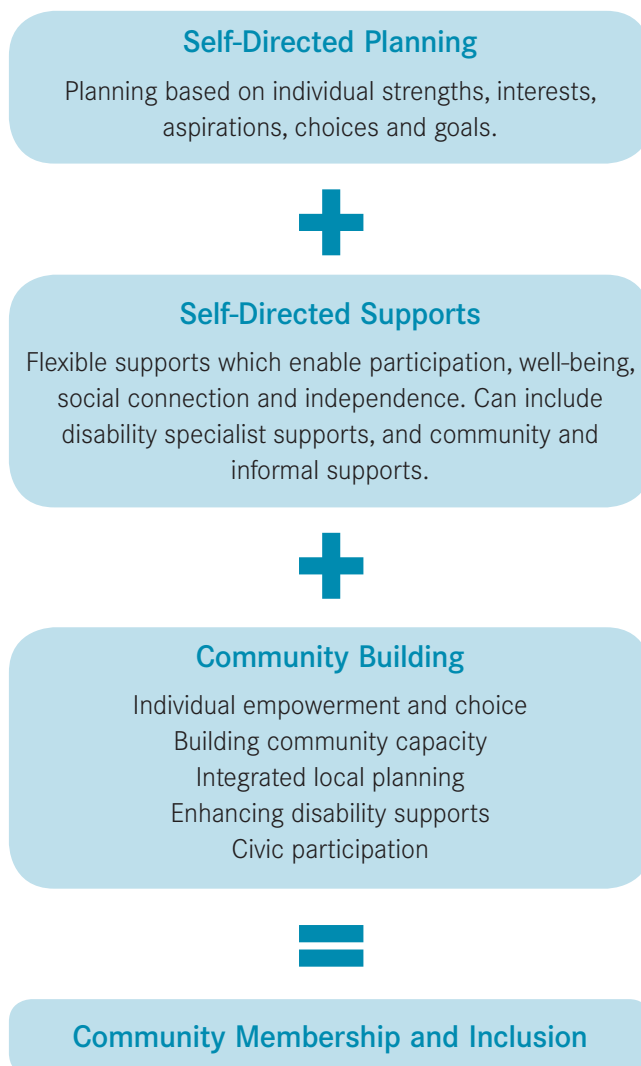 Self-Directed Planning
Planning based on individual strengths, interests,
aspirations, choices and goals.
+
Self-Directed Supports
Flexible supports which enable participation, well-being,
social connection and independence. Can include
disability specialist supports, and community and
informal supports.
+
Community Building
Individual empowerment and choice
Building community capacity
Integrated local planning
Enhancing disability supports
Civic participation
=
Community Membership and Inclusion